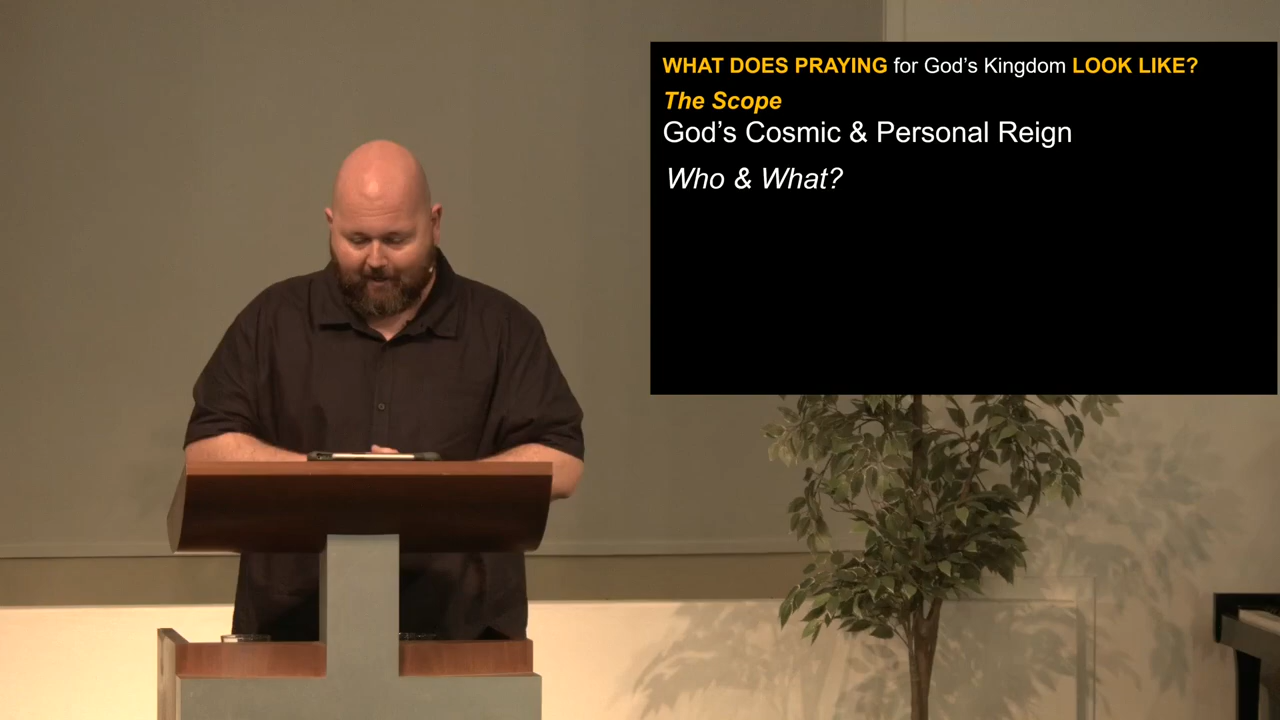 WHAT DOES PRAYING for God's Kingdom LOOK LIKE?
The Scope
God's Cosmic & Personal Reign
Who & What?